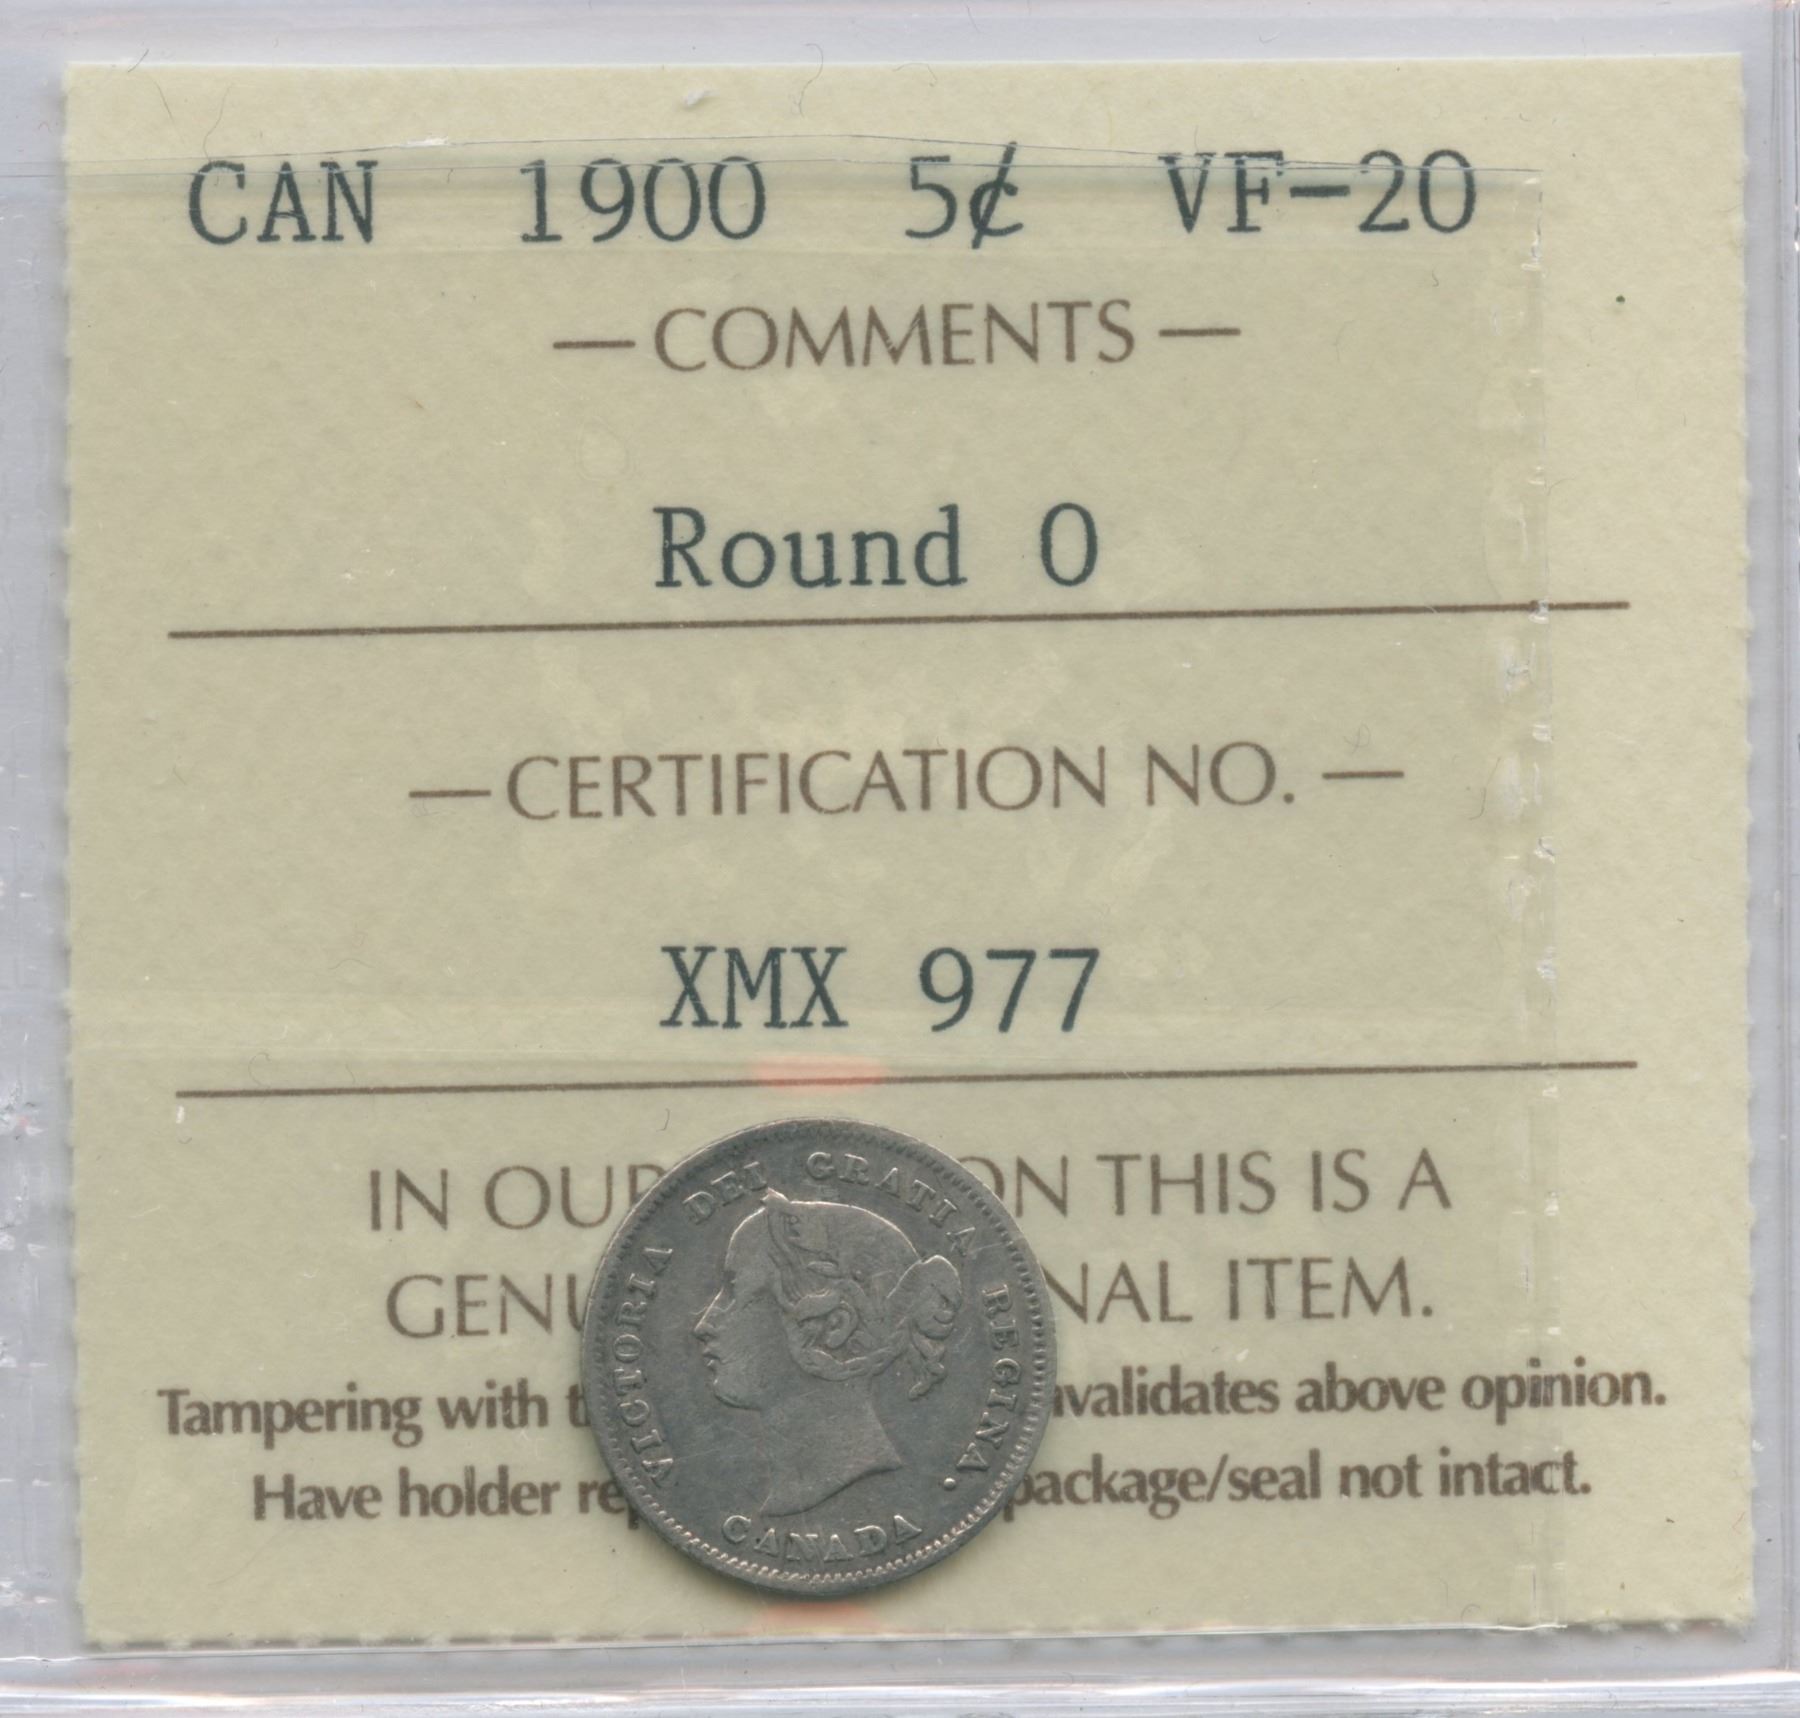 CAN 1900 5¢ VF-20
—COMMENTS—
Round 0
—CERTIFICATION NO.—
XMX 977
IN OUR ON THIS IS A
GENU NAL ITEM.
Tampering with t nvalidates above opinion.
Have holder re package/seal not intact.
VICTORIA DEI GRATIA REGINA.
CANADA